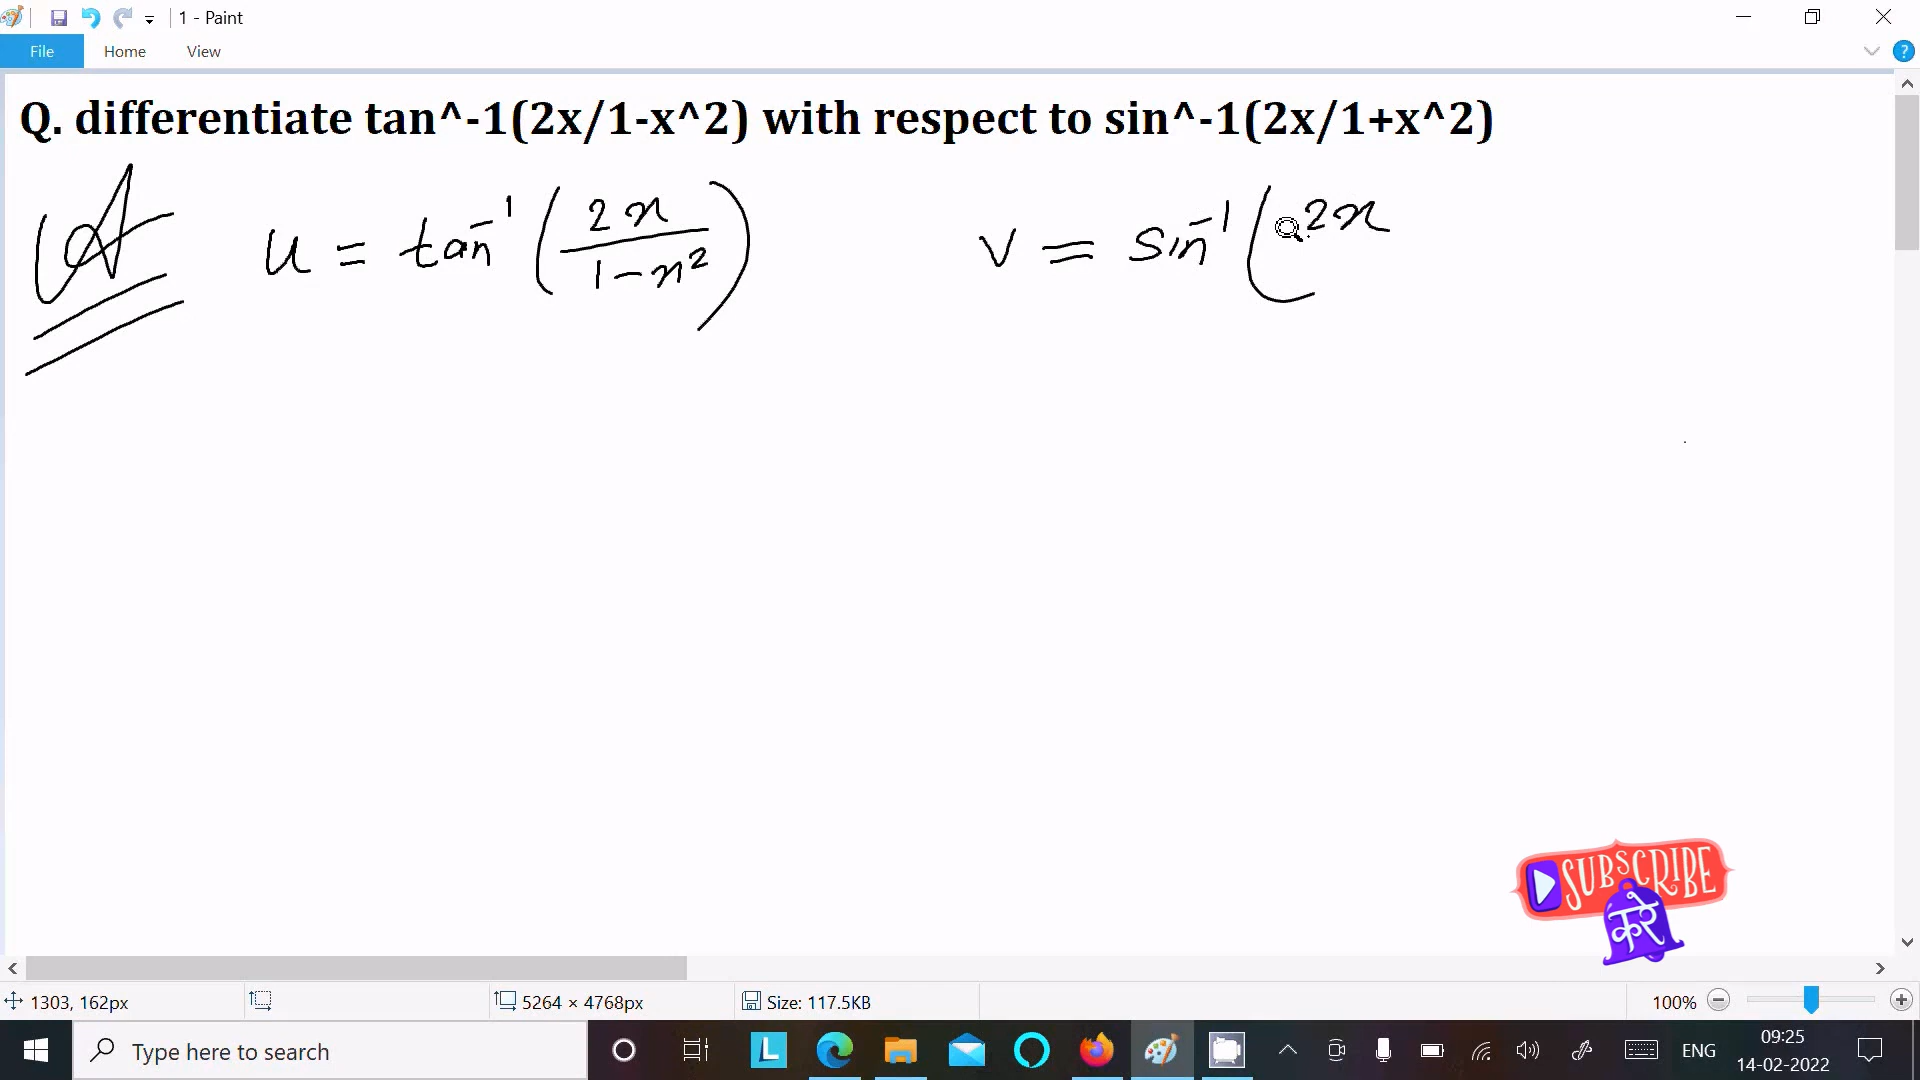 1 - Paint
File Home View
Q. differentiate tan^-1(2x/1-x^2) with respect to sin^-1(2x/1+x^2)
A u = tan⁻¹ (2x/1-x²) v = sin⁻¹ (2x
SUBSCRIBE
करे
1303, 162px 5264 × 4768px Size: 117.5KB 100%
Type here to search L ENG 09:25
14-02-2022